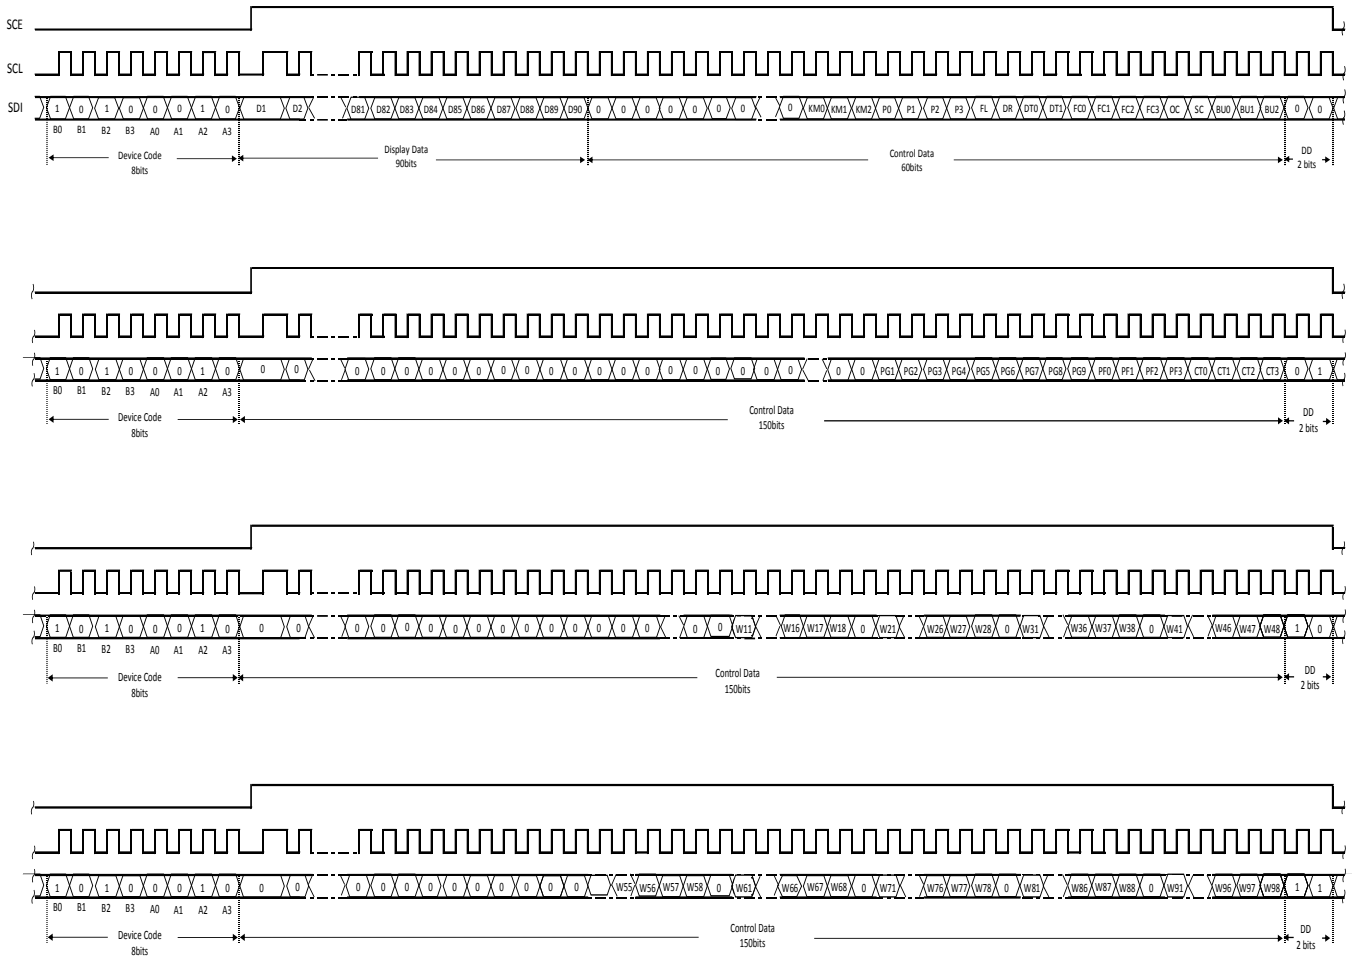 SCE
SCL
SDI 1 0 1 0 0 0 1 0 D1 D2 D81 D82 D83 D84 D85 D86 D87 D88 D89 D90 0 0 0 0 0 0 0 0 KM0 KM1 KM2 P0 P1 P2 P3 FL DR DT0 DT1 FC0 FC1 FC2 FC3 OC SC BU0 BU1 BU2 0 0
B0 B1 B2 B3 A0 A1 A2 A3
Device Code Display Data Control Data DD
8bits 90bits 60bits 2 bits
1 0 1 0 0 0 1 0 0 0 0 0 0 0 0 0 0 0 0 0 0 0 0 0 0 0 0 0 0 0 0 0 0 PG1 PG2 PG3 PG4 PG5 PG6 PG7 PG8 PG9 PF0 PF1 PF2 PF3 CT0 CT1 CT2 CT3 0 1
B0 B1 B2 B3 A0 A1 A2 A3
Device Code Control Data DD
8bits 150bits 2 bits
1 0 1 0 0 0 1 0 0 0 0 0 0 0 0 0 0 0 0 0 0 0 0 0 0 0 W11 W16 W17 W18 0 W21 W26 W27 W28 0 W31 W36 W37 W38 0 W41 W46 W47 W48 1 0
B0 B1 B2 B3 A0 A1 A2 A3
Device Code Control Data DD
8bits 150bits 2 bits
1 0 1 0 0 0 1 0 0 0 0 0 0 0 0 0 0 0 0 0 W55 W56 W57 W58 0 W61 W66 W67 W68 0 W71 W76 W77 W78 0 W81 W86 W87 W88 0 W91 W96 W97 W98 1 1
B0 B1 B2 B3 A0 A1 A2 A3
Device Code Control Data DD
8bits 150bits 2 bits